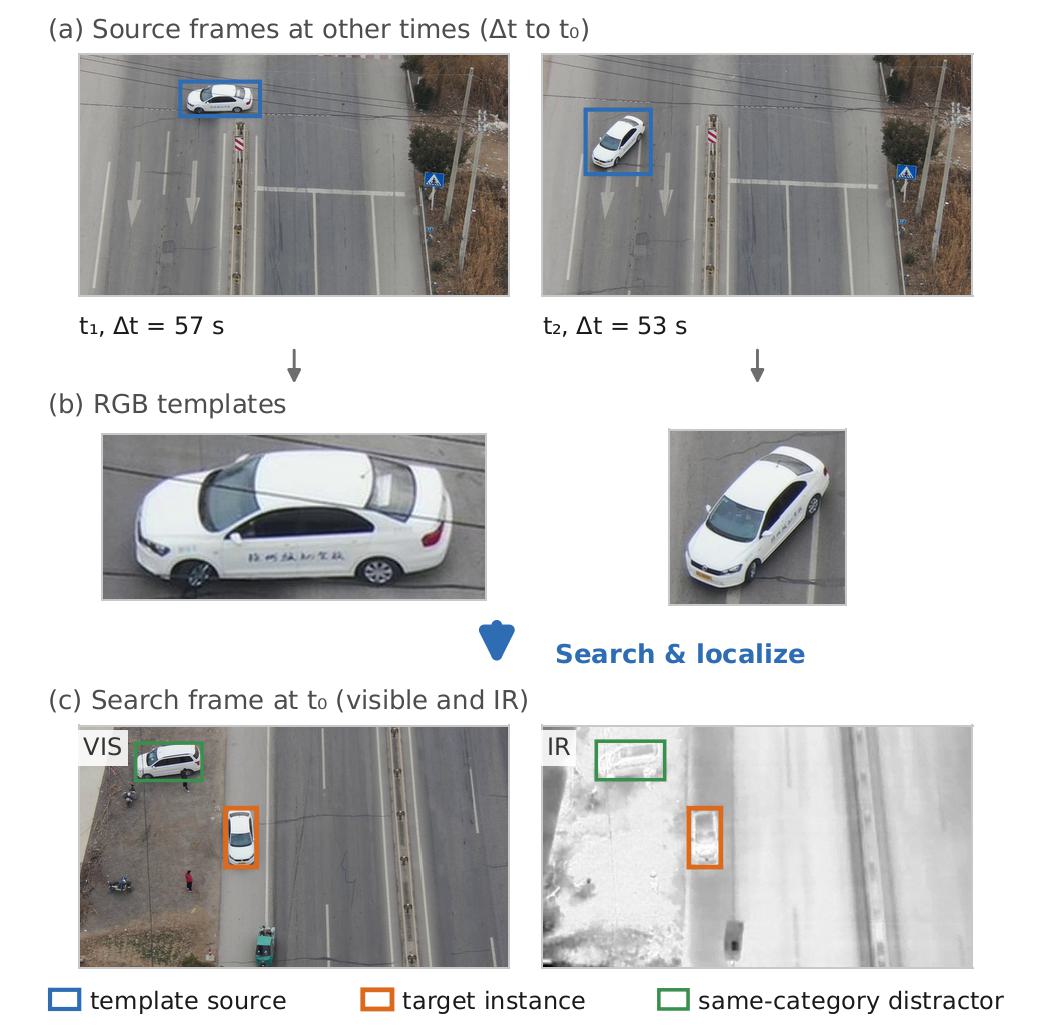 (a) Source frames at other times (Δt to t₀)
t₁, Δt = 57 s
t₂, Δt = 53 s
(b) RGB templates
Search & localize
(c) Search frame at t₀ (visible and IR)
VIS
IR
template source
target instance
same-category distractor